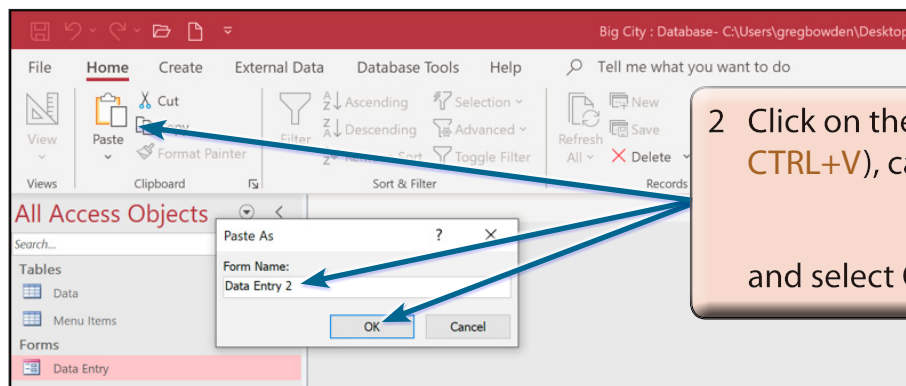 Big City : Database- C:\Users\gregbowden\Desktop
File Home Create External Data Database Tools Help Tell me what you want to do
View
Paste
Cut
Copy
Format Painter
Filter
Ascending
Descending
Sort
Selection
Advanced
Toggle Filter
Refresh
All
New
Save
Delete
Views Clipboard Sort & Filter Records
2 Click on the
CTRL+V), ca
and select
All Access Objects
Search...
Tables
Data
Menu Items
Forms
Data Entry
Paste As ? X
Form Name:
Data Entry 2
OK Cancel